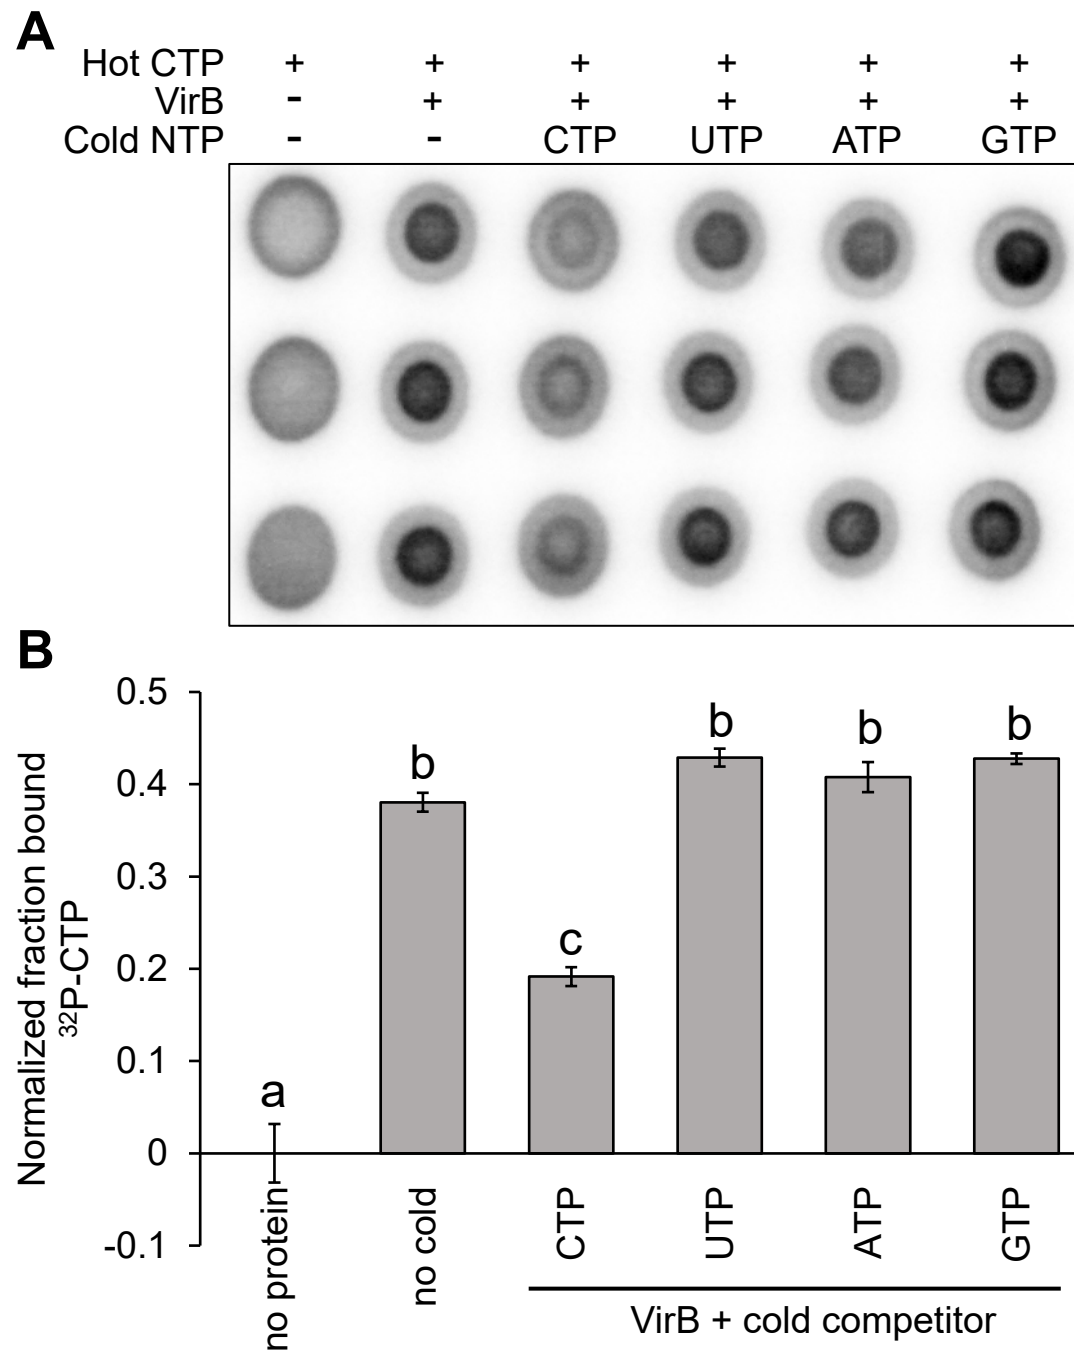 A
Hot CTP + + + + + +
VirB - + + + + +
Cold NTP - - CTP UTP ATP GTP
B
Normalized fraction bound
³²P-CTP
0.5
0.4
0.3
0.2
0.1
0
-0.1
a
b
c
b
b
b
no protein
no cold
CTP
UTP
ATP
GTP
VirB + cold competitor